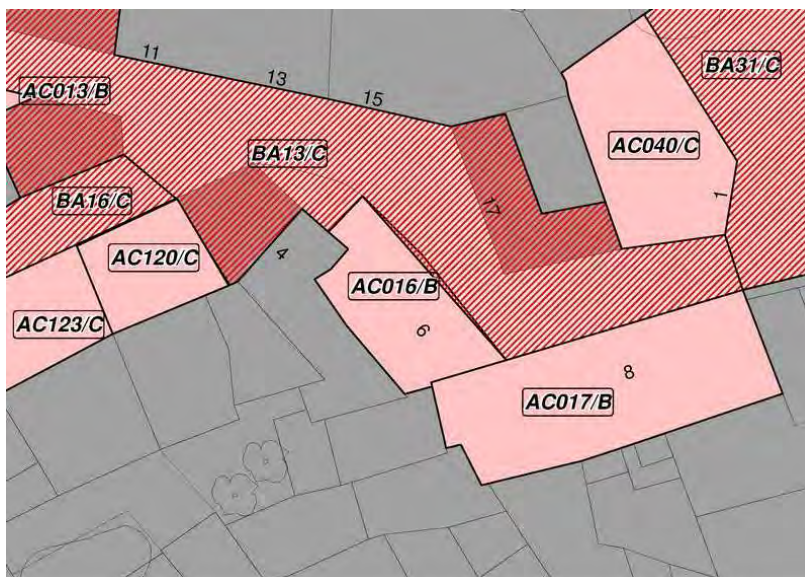 11
13
15
AC013/B
BA31/C
BA13/C
AC040/C
BA16/C
17
1
AC120/C
4
AC016/B
AC123/C
6
8
AC017/B